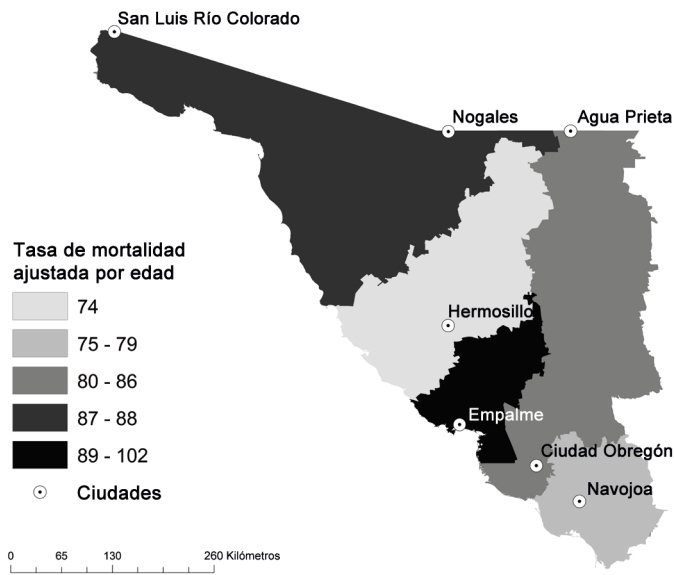 San Luis Río Colorado
Nogales
Agua Prieta
Tasa de mortalidad
ajustada por edad
74
75 - 79
80 - 86
87 - 88
89 - 102
Ciudades
Hermosillo
Empalme
Ciudad Obregón
Navojoa
0 65 130 260 Kilómetros